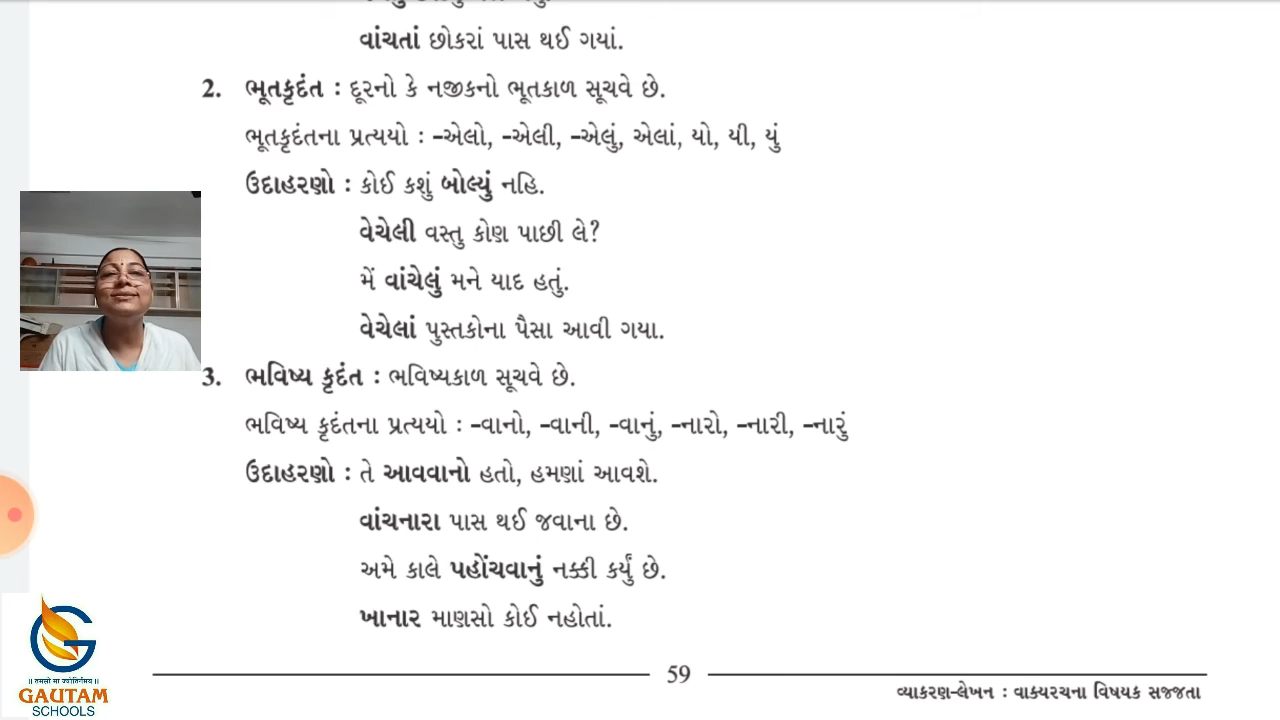 વાંચતાં છોકરાં પાસ થઈ ગયાં.
2. ભૂતકૃદંત : દૂરનો કે નજીકનો ભૂતકાળ સૂચવે છે.
ભૂતકૃદંતના પ્રત્યયો : -એલો, -એલી, -એલું, એલાં, યો, યી, યું
ઉદાહરણો : કોઈ કશું બોલ્યું નહિ.
વેચેલી વસ્તુ કોણ પાછી લે?
મેં વાંચેલું મને યાદ હતું.
વેચેલાં પુસ્તકોના પૈસા આવી ગયા.
3. ભવિષ્ય કૃદંત : ભવિષ્યકાળ સૂચવે છે.
ભવિષ્ય કૃદંતના પ્રત્યયો : -વાનો, -વાની, -વાનું, -નારો, -નારી, -નારું
ઉદાહરણો : તે આવવાનો હતો, હમણાં આવશે.
વાંચનારા પાસ થઈ જવાના છે.
અમે કાલે પહોંચવાનું નક્કી કર્યું છે.
ખાનાર માણસો કોઈ નહોતાં.
59
વ્યાકરણ-લેખન : વાક્યરચના વિષયક સજ્જતા
॥ તમસો મા જ્યોતિર્ગમય ॥
GAUTAM
SCHOOLS